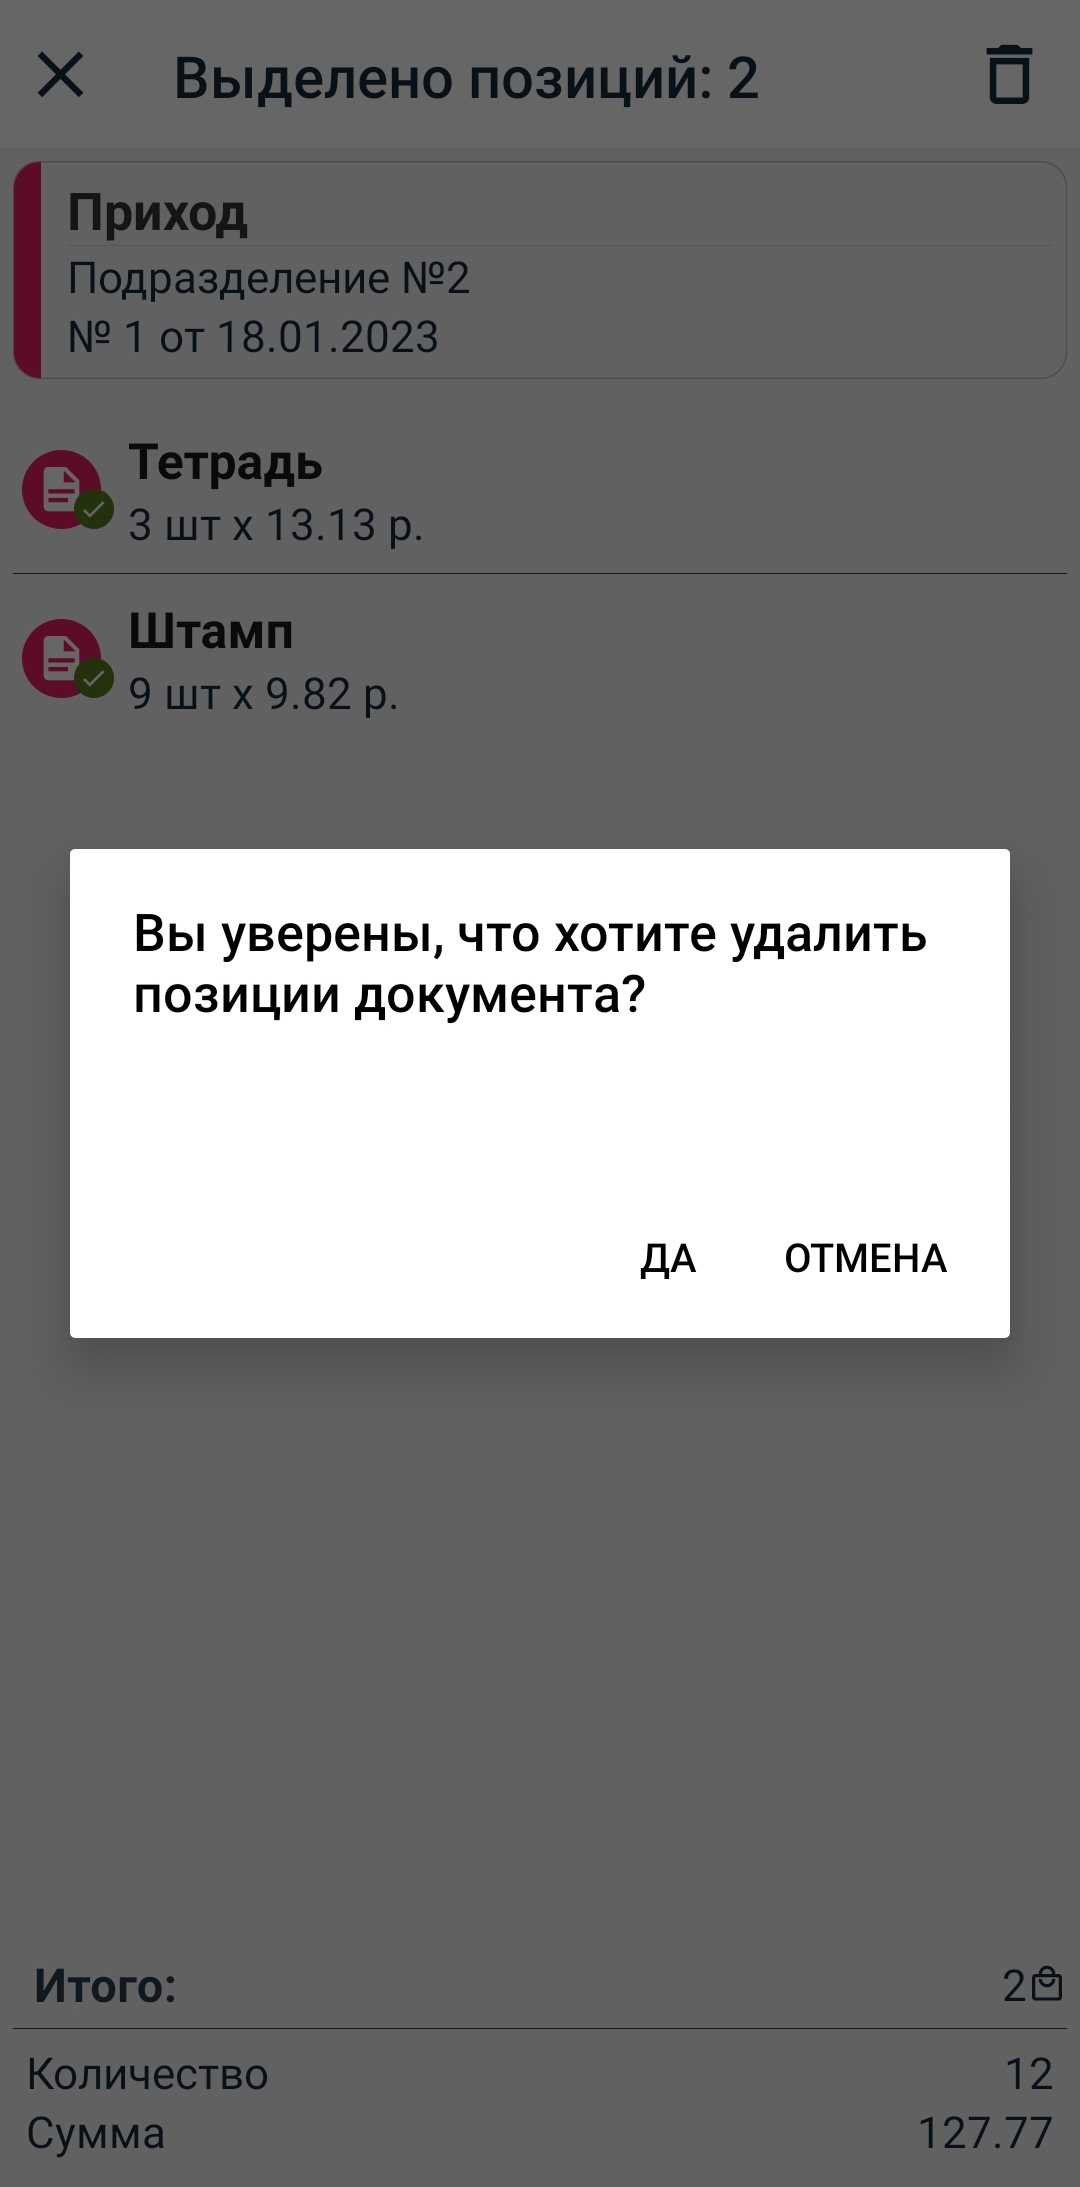 Выделено позиций: 2
Приход
Подразделение №2
№ 1 от 18.01.2023
Тетрадь
3 шт x 13.13 р.
Штамп
9 шт x 9.82 р.
Вы уверены, что хотите удалить
позиции документа?
ДА ОТМЕНА
Итого: 2
Количество 12
Сумма 127.77